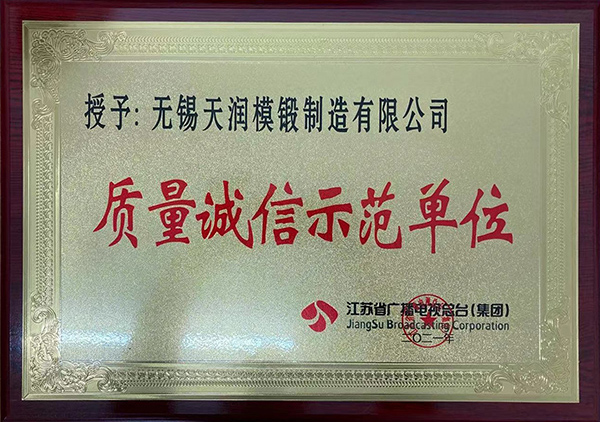 授予：无锡天润模锻制造有限公司
质量诚信示范单位
江苏省广播电视总台(集团)
JiangSu Broadcasting Corporation
二〇二一年